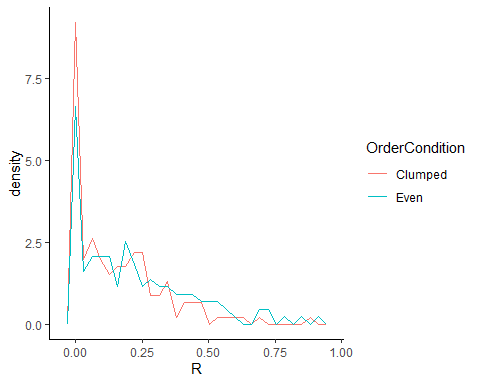 density
7.5
5.0
2.5
0.0
0.00 0.25 0.50 0.75 1.00
R
OrderCondition
Clumped
Even